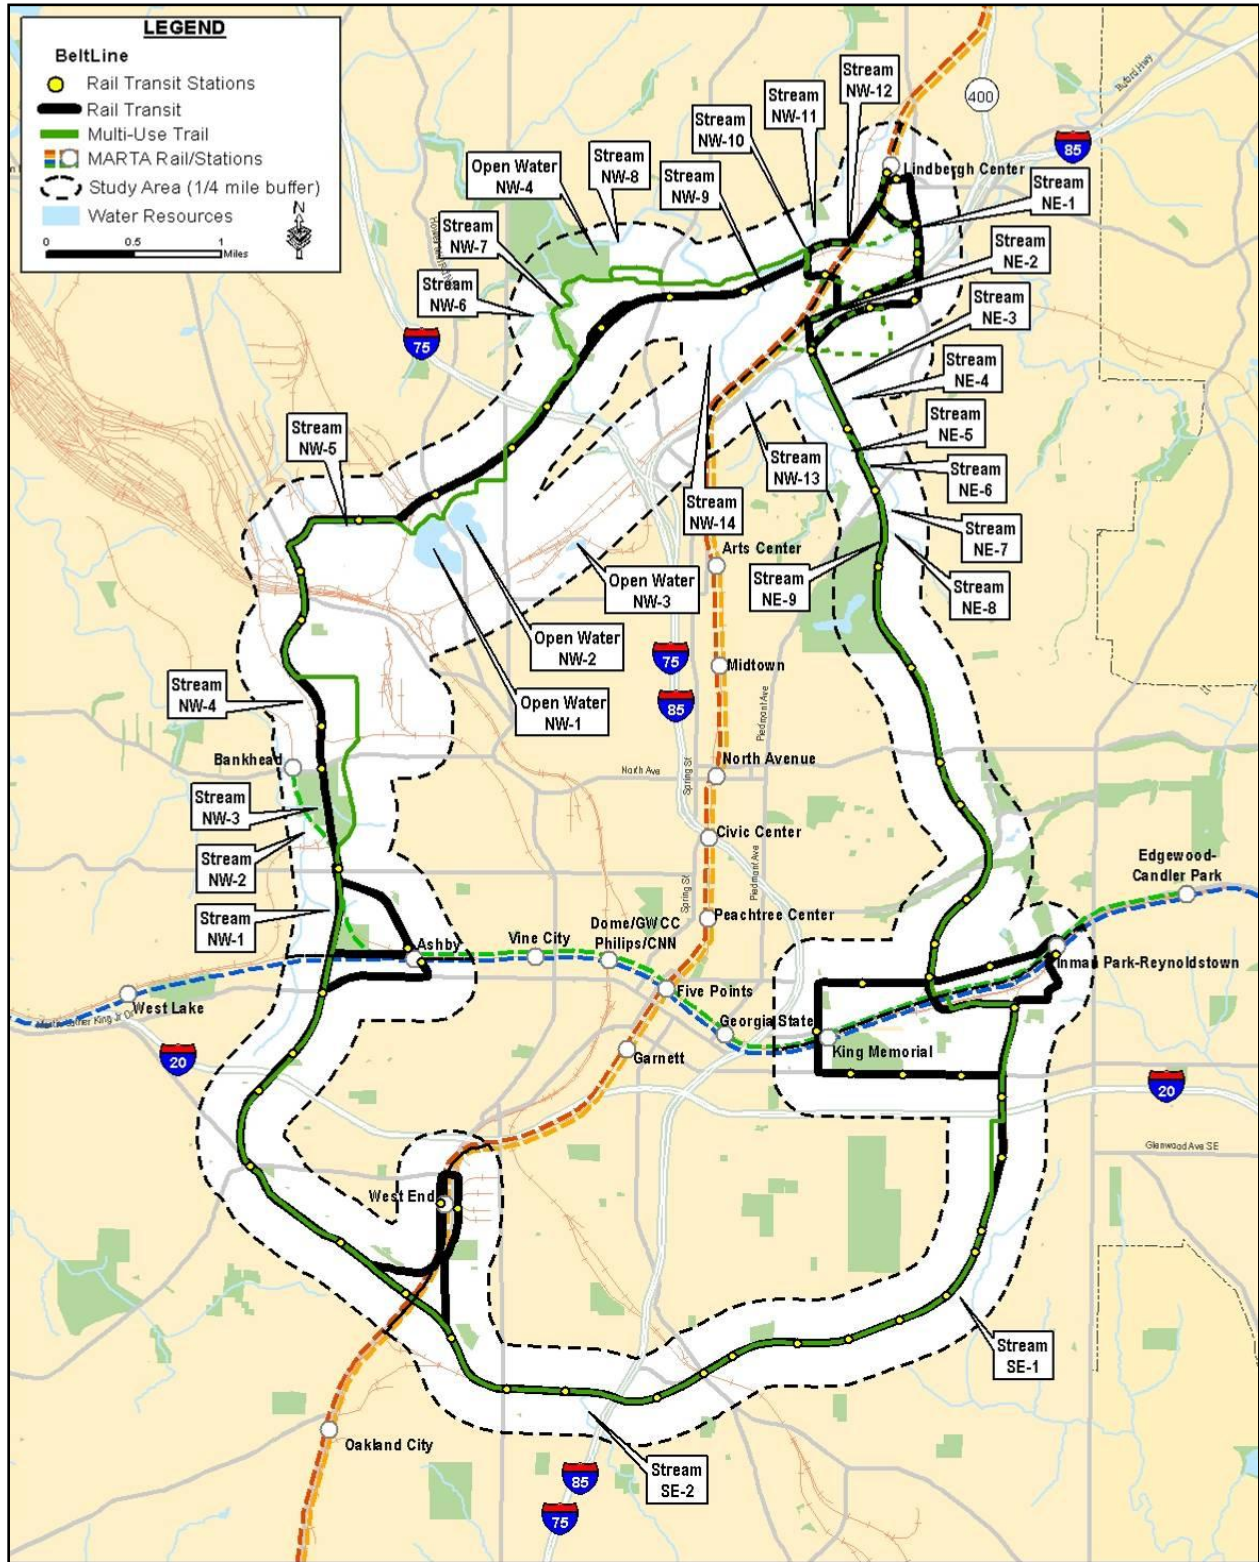 LEGEND
BeltLine
Rail Transit Stations
Rail Transit
Multi-Use Trail
MARTA Rail/Stations
Study Area (1/4 mile buffer)
Water Resources
N
0
0.5
1
Miles
Stream
NW-12
Stream
NW-11
Stream
NW-10
400
Buford Hwy
85
Stream
NW-8
Open Water
NW-4
Stream
NW-9
Lindbergh Center
Stream
NE-1
Stream
NW-7
Stream
NE-2
Stream
NW-6
Stream
NE-3
75
Stream
NE-4
Stream
NW-5
Stream
NE-5
Stream
NW-13
Stream
NE-6
Stream
NW-14
Stream
NE-7
Arts Center
Stream
NE-9
Stream
NE-8
Open Water
NW-3
Open Water
NW-2
75
Midtown
Stream
NW-4
Open Water
NW-1
85
Piedmont Ave
Bankhead
North Ave
Spring St
North Avenue
Stream
NW-3
Civic Center
Stream
NW-2
Piedmont Ave
Edgewood-
Candler Park
Spring St
Peachtree Center
Stream
NW-1
Dome/GWCC
Philips/CNN
Vine City
Ashby
Inman Park-Reynoldstown
West Lake
Five Points
Georgia State
King Memorial
Garnett
20
20
Glenwood Ave SE
West End
Stream
SE-1
Oakland City
Stream
SE-2
85
75